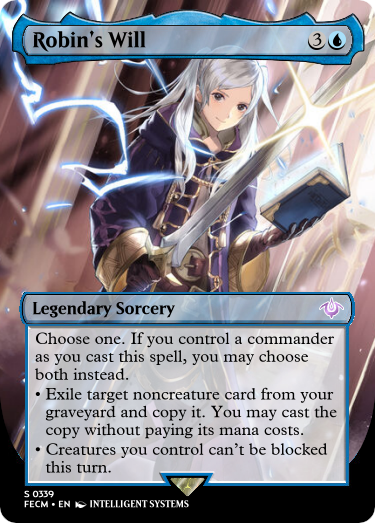 Robin's Will 3
Legendary Sorcery
Choose one. If you control a commander
as you cast this spell, you may choose
both instead.
• Exile target noncreature card from your
graveyard and copy it. You may cast the
copy without paying its mana costs.
• Creatures you control can't be blocked
this turn.
S 0339
FECM • EN INTELLIGENT SYSTEMS